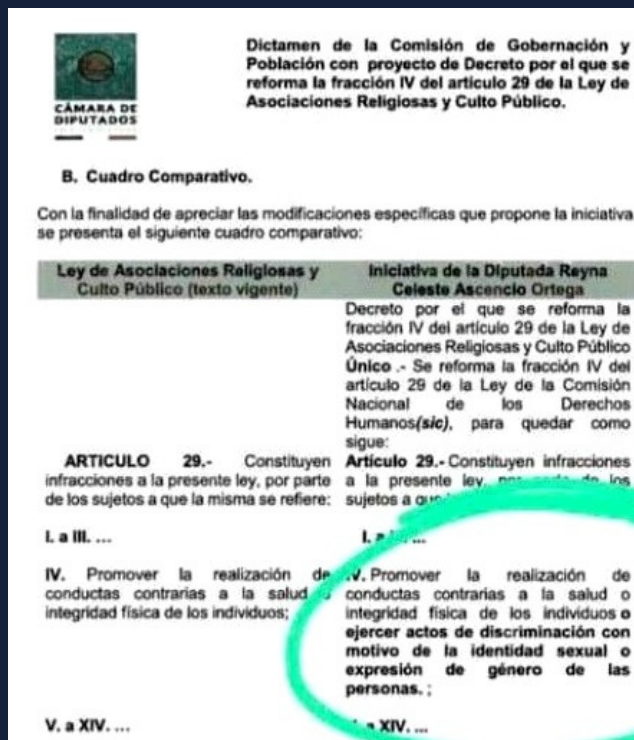 Dictamen de la Comisión de Gobernación y
Población con proyecto de Decreto por el que se
reforma la fracción IV del artículo 29 de la Ley de
Asociaciones Religiosas y Culto Público.
CÁMARA DE
DIPUTADOS
B. Cuadro Comparativo.
Con la finalidad de apreciar las modificaciones específicas que propone la iniciativa
se presenta el siguiente cuadro comparativo:
Ley de Asociaciones Religiosas y
Culto Público (texto vigente)
ARTICULO 29.- Constituyen
infracciones a la presente ley, por parte
de los sujetos a que la misma se refiere:
I. a III. ...
IV. Promover la realización de
conductas contrarias a la salud
integridad física de los individuos;
V. a XIV. ...
Iniciativa de la Diputada Reyna
Celeste Ascencio Ortega
Decreto por el que se reforma la
fracción IV del artículo 29 de la Ley de
Asociaciones Religiosas y Culto Público
Único .- Se reforma la fracción IV del
artículo 29 de la Ley de la Comisión
Nacional de los Derechos
Humanos(sic), para quedar como
sigue:
Artículo 29.- Constituyen infracciones
a la presente ley, por parte de los
sujetos a
I. a
IV. Promover la realización de
conductas contrarias a la salud o
integridad física de los individuos o
ejercer actos de discriminación con
motivo de la identidad sexual o
expresión de género de las
personas. ;
a XIV. ...